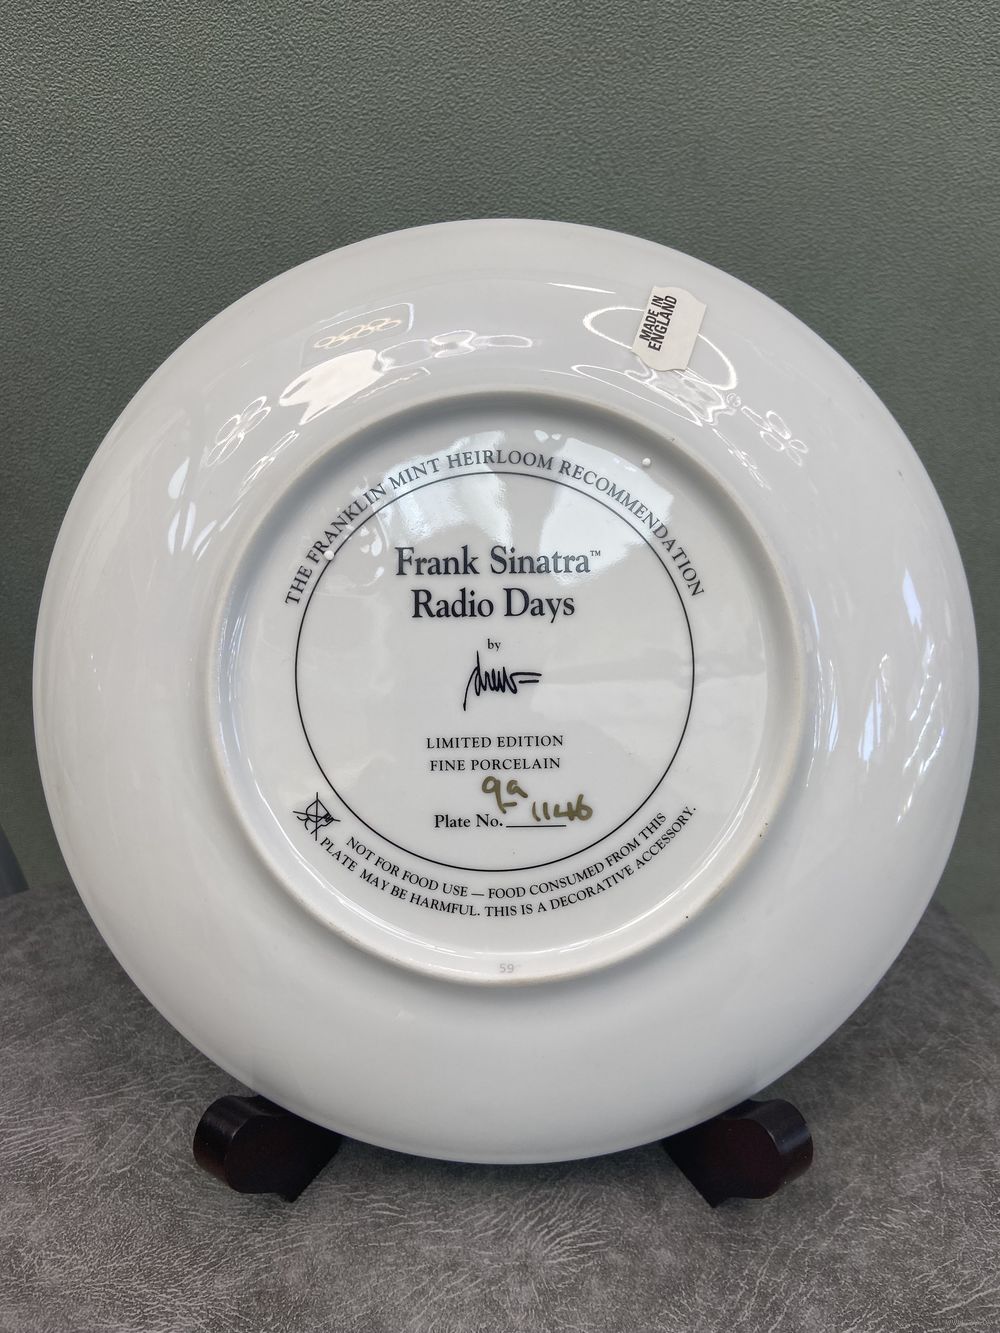 MADE IN
ENGLAND
THE FRANKLIN MINT HEIRLOOM RECOMMENDATION
Frank Sinatra™
Radio Days
by
LIMITED EDITION
FINE PORCELAIN
Plate No. 1146
NOT FOR FOOD USE — FOOD CONSUMED FROM THIS
PLATE MAY BE HARMFUL. THIS IS A DECORATIVE ACCESSORY.
59